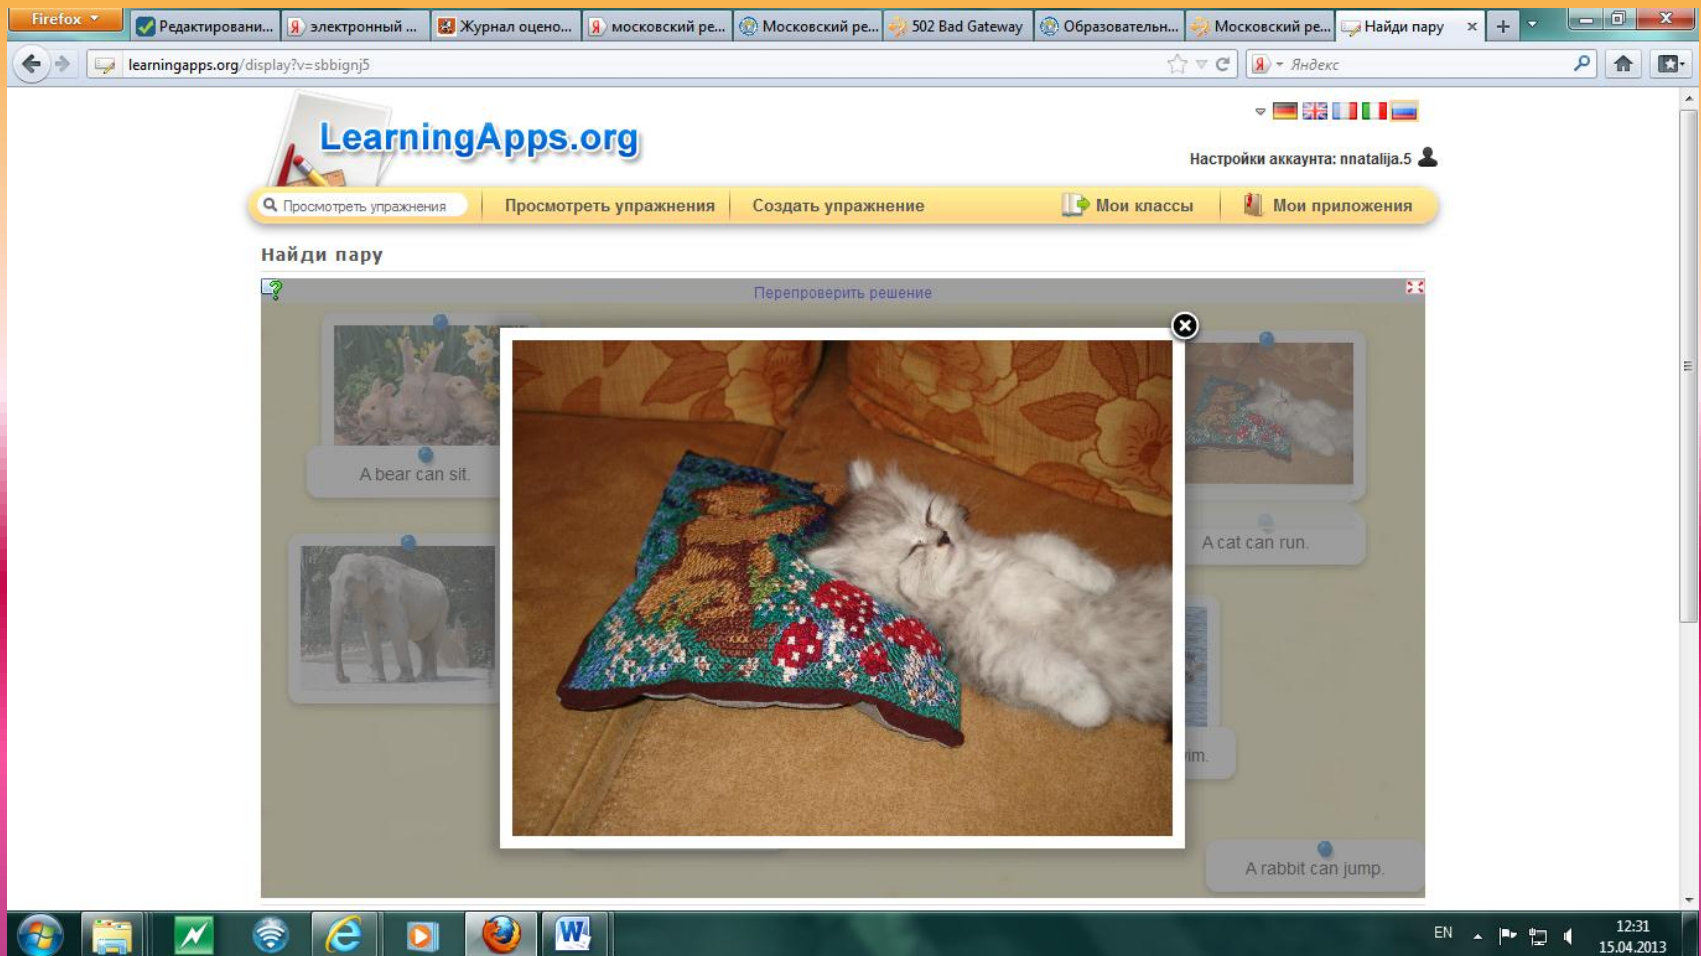 Firefox
Редактировани...
электронный ...
Журнал оцено...
московский ре...
Московский ре...
502 Bad Gateway
Образовательн...
Московский ре...
Найди пару
learningapps.org/display?v=sbbignj5
Яндекс
LearningApps.org
Настройки аккаунта: nnatalija.5
Просмотреть упражнения
Просмотреть упражнения
Создать упражнение
Мои классы
Мои приложения
Найди пару
Перепроверить решение
A bear can sit.
A cat can run.
im.
A rabbit can jump.
EN
12:31
15.04.2013